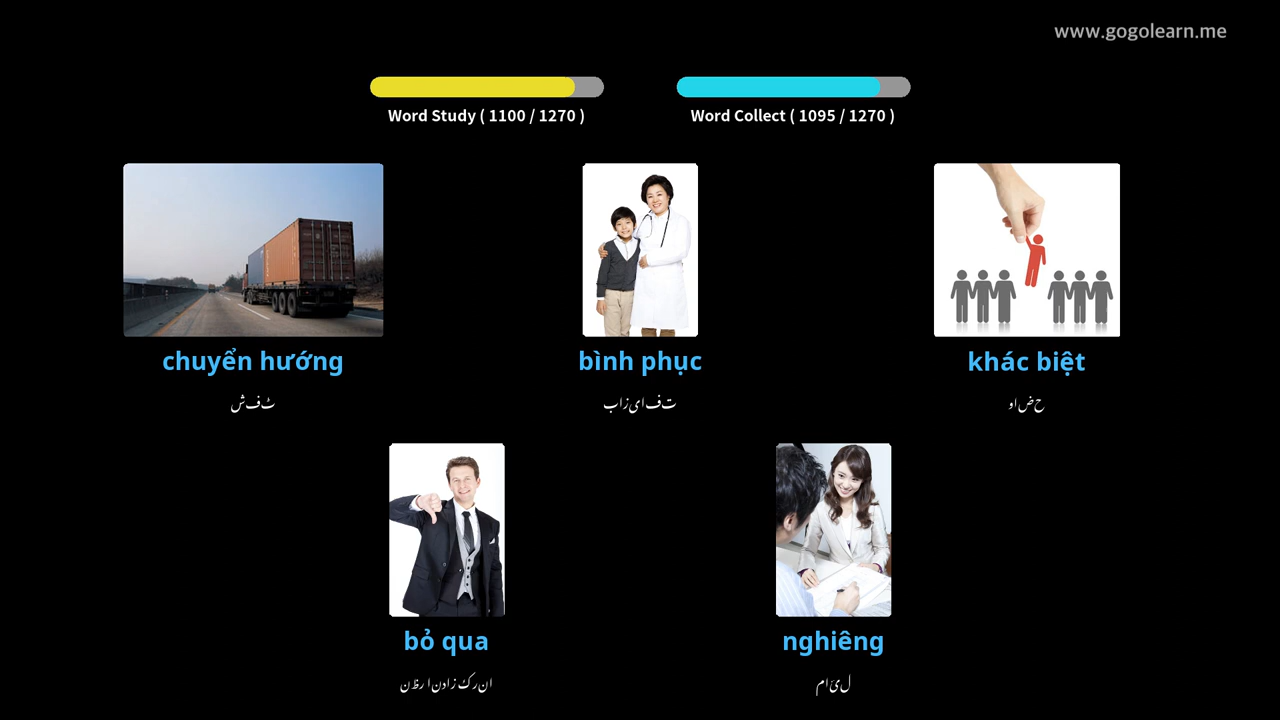 www.gogolearn.me
Word Study ( 1100 / 1270 )
Word Collect ( 1095 / 1270 )
chuyển hướng
شفٹ
bình phục
بازیافت
khác biệt
واضح
bỏ qua
نظر انداز کرنا
nghiêng
مائل